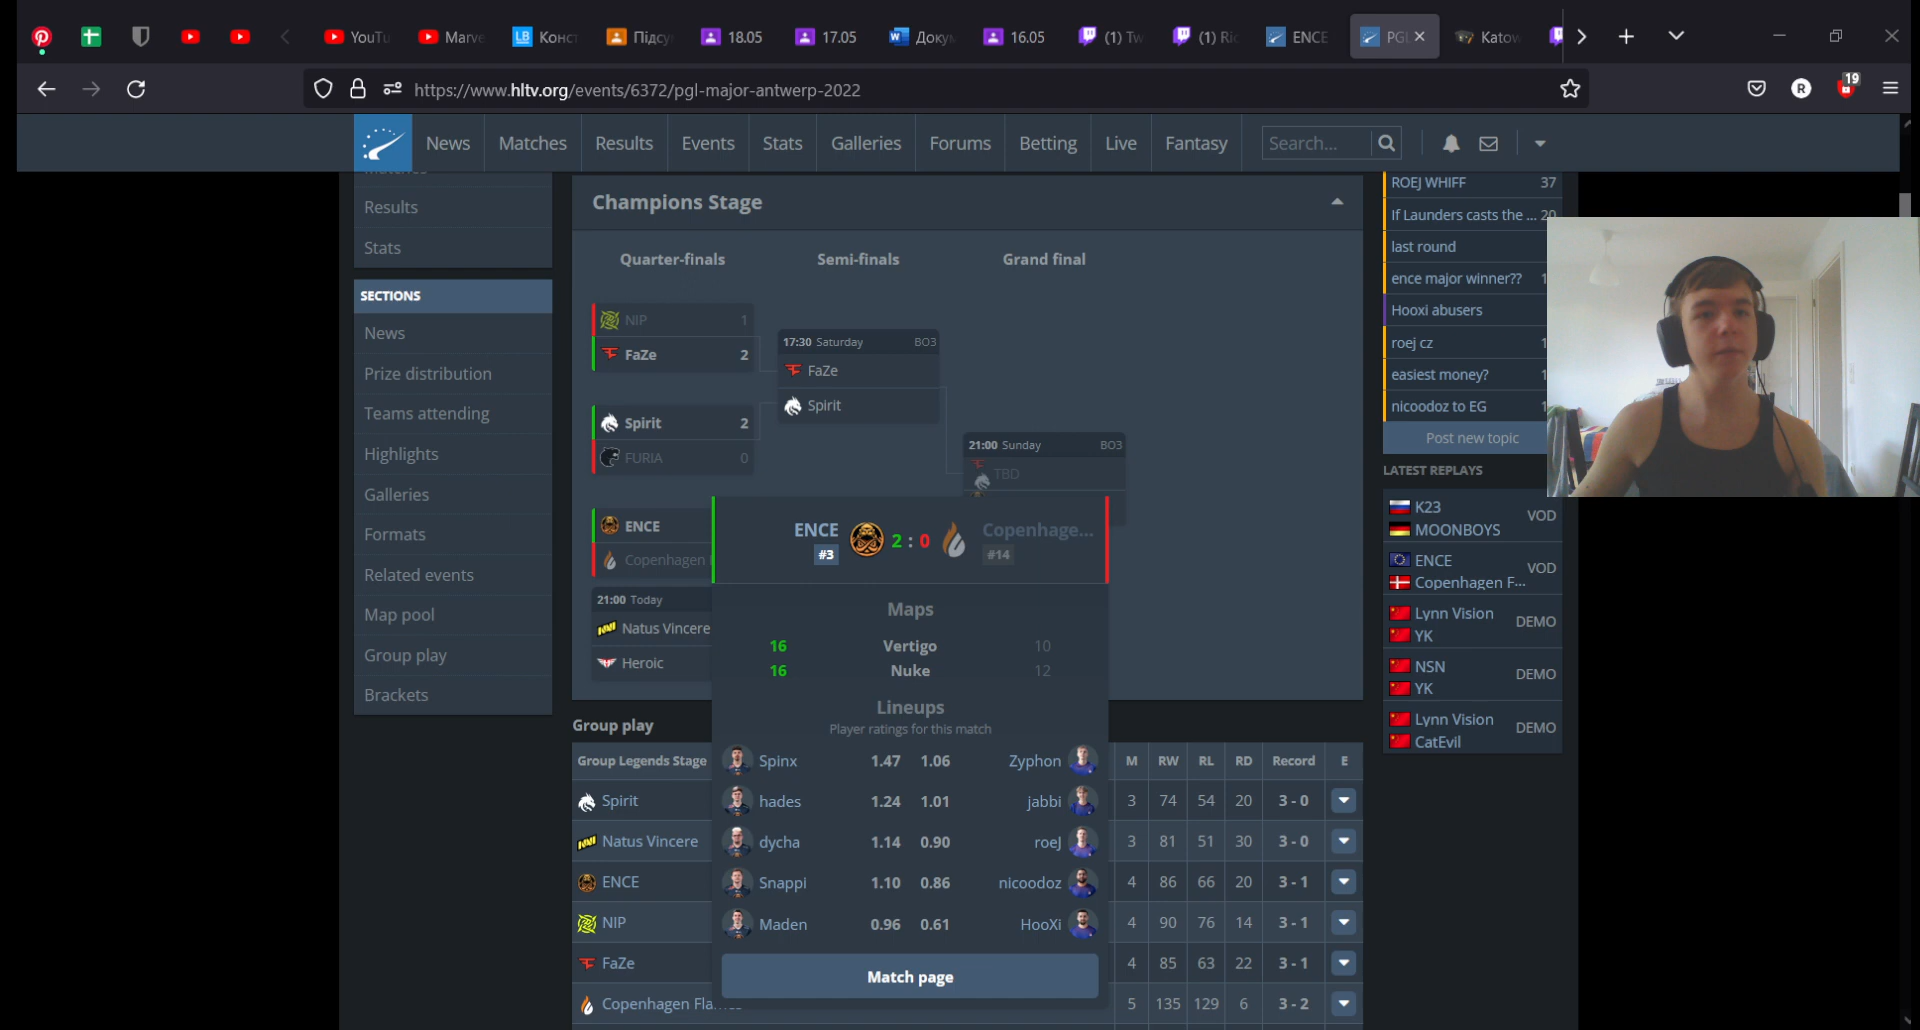 YouTu
Marve
LB Конст
Підсу
18.05
17.05
Докум
16.05
(1) Tw
(1) Ric
ENCE
PGL
Katow
https://www.hltv.org/events/6372/pgl-major-antwerp-2022
R
19
News
Matches
Results
Events
Stats
Galleries
Forums
Betting
Live
Fantasy
Search...
Matches
Results
Stats
SECTIONS
News
Prize distribution
Teams attending
Highlights
Galleries
Formats
Related events
Map pool
Group play
Brackets
Champions Stage
Quarter-finals
Semi-finals
Grand final
NIP 1
FaZe 2
Spirit 2
FURIA 0
17:30 Saturday BO3
FaZe
Spirit
21:00 Sunday BO3
TBD
ENCE
Copenhagen
21:00 Today
Natus Vincere
Heroic
ENCE #3 2 : 0 Copenhage... #14
Maps
16 Vertigo 10
16 Nuke 12
Lineups
Player ratings for this match
Spinx 1.47 1.06 Zyphon
hades 1.24 1.01 jabbi
dycha 1.14 0.90 roeJ
Snappi 1.10 0.86 nicoodoz
Maden 0.96 0.61 HooXi
Match page
Group play
Group Legends Stage M RW RL RD Record E
Spirit 3 74 54 20 3 - 0
Natus Vincere 3 81 51 30 3 - 0
ENCE 4 86 66 20 3 - 1
NIP 4 90 76 14 3 - 1
FaZe 4 85 63 22 3 - 1
Copenhagen Flames 5 135 129 6 3 - 2
ROEJ WHIFF 37
If Launders casts the ... 20
last round
ence major winner?? 1
Hooxi abusers
roej cz 1
easiest money? 1
nicoodoz to EG 1
Post new topic
LATEST REPLAYS
K23
MOONBOYS
VOD
ENCE
Copenhagen F...
VOD
Lynn Vision
YK
DEMO
NSN
YK
DEMO
Lynn Vision
CatEvil
DEMO